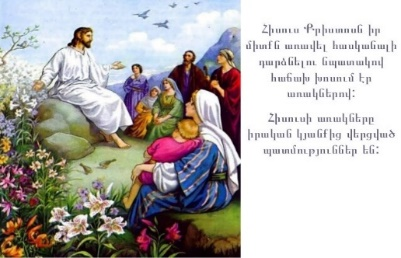 Հիսուս Քրիստոսն իր
միտքն առավել հասկանալի
դարձնելու նպատակով
հաճախ խոսում էր
առակներով:
Հիսուսի առակները
իրական կյանքից վերցված
պատմություններ են: